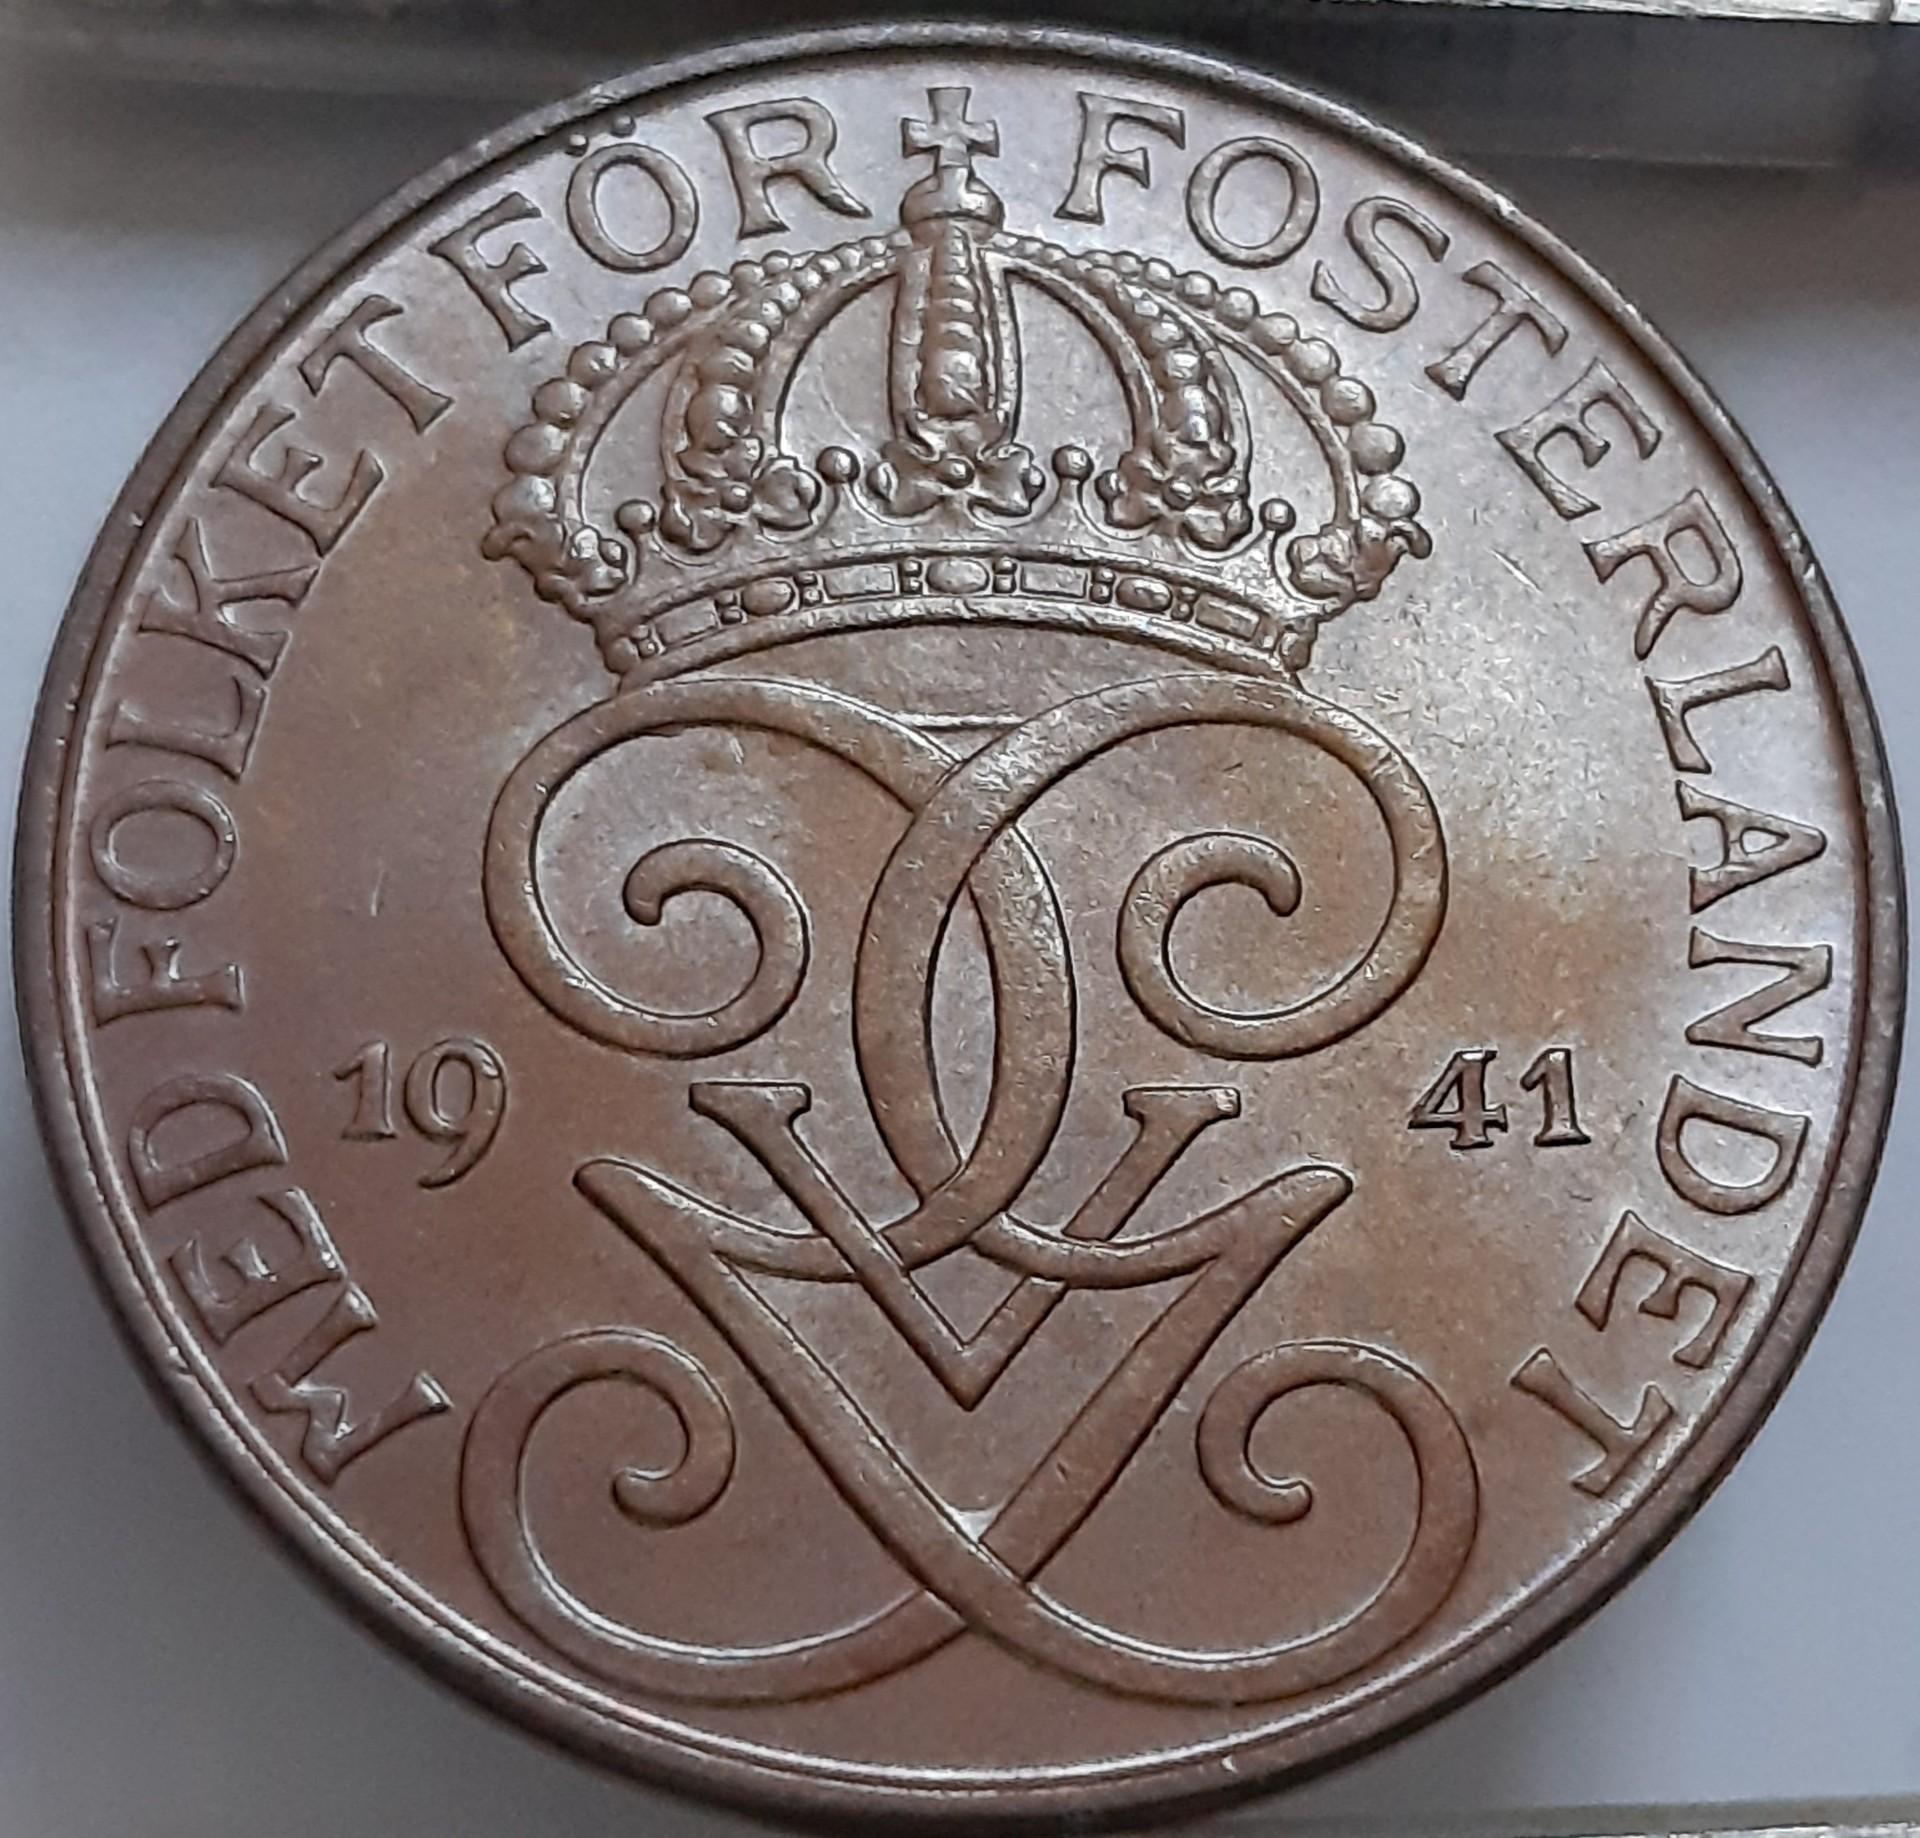 MED FOLKET FÖR FOSTERLANDET
19 41